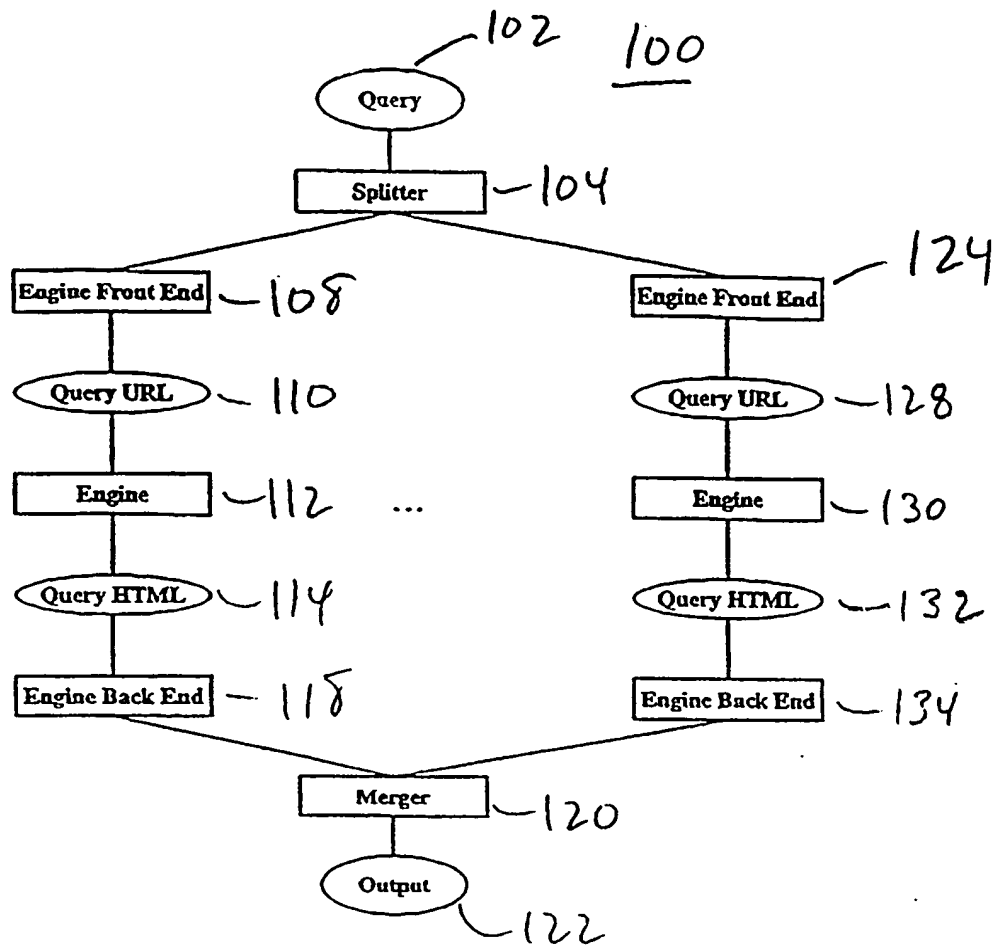 102
100
Query
Splitter
104
Engine Front End
108
Engine Front End
124
Query URL
110
Query URL
128
Engine
112
...
Engine
130
Query HTML
114
Query HTML
132
Engine Back End
118
Engine Back End
134
Merger
120
Output
122